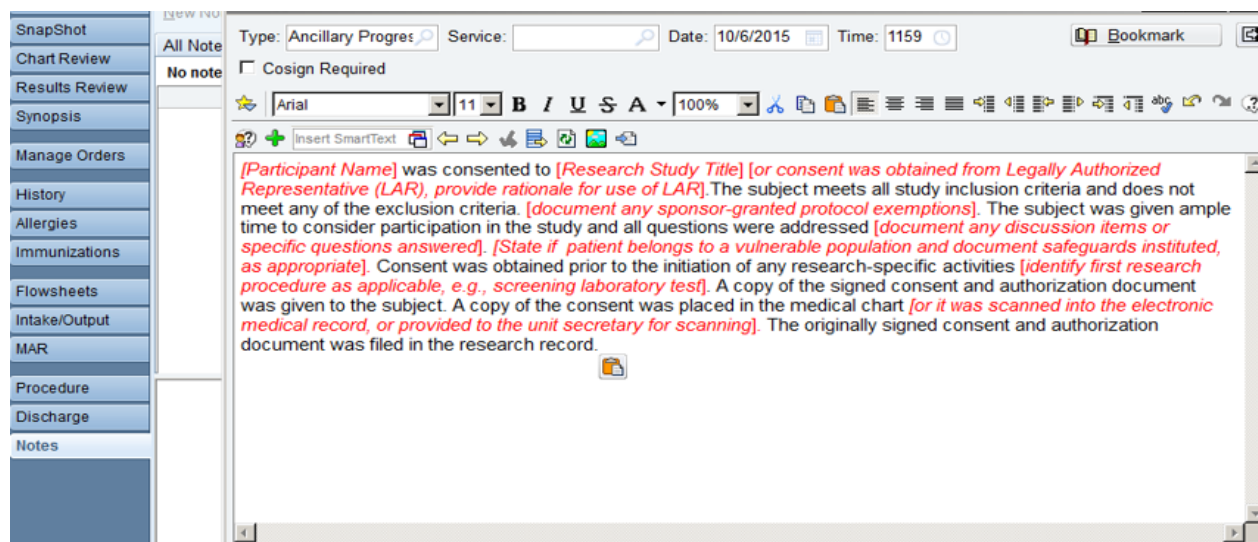 SnapShot
Chart Review
Results Review
Synopsis
Manage Orders
History
Allergies
Immunizations
Flowsheets
Intake/Output
MAR
Procedure
Discharge
Notes
New No
All Note
No note
Type: Ancillary Progres Service: Date: 10/6/2015 Time: 1159 Bookmark
Cosign Required
Arial 11 B I U S A 100% abc
Insert SmartText
[Participant Name] was consented to [Research Study Title] [or consent was obtained from Legally Authorized
Representative (LAR), provide rationale for use of LAR].The subject meets all study inclusion criteria and does not
meet any of the exclusion criteria. [document any sponsor-granted protocol exemptions]. The subject was given ample
time to consider participation in the study and all questions were addressed [document any discussion items or
specific questions answered]. [State if patient belongs to a vulnerable population and document safeguards instituted,
as appropriate]. Consent was obtained prior to the initiation of any research-specific activities [identify first research
procedure as applicable, e.g., screening laboratory test]. A copy of the signed consent and authorization document
was given to the subject. A copy of the consent was placed in the medical chart [or it was scanned into the electronic
medical record, or provided to the unit secretary for scanning]. The originally signed consent and authorization
document was filed in the research record.